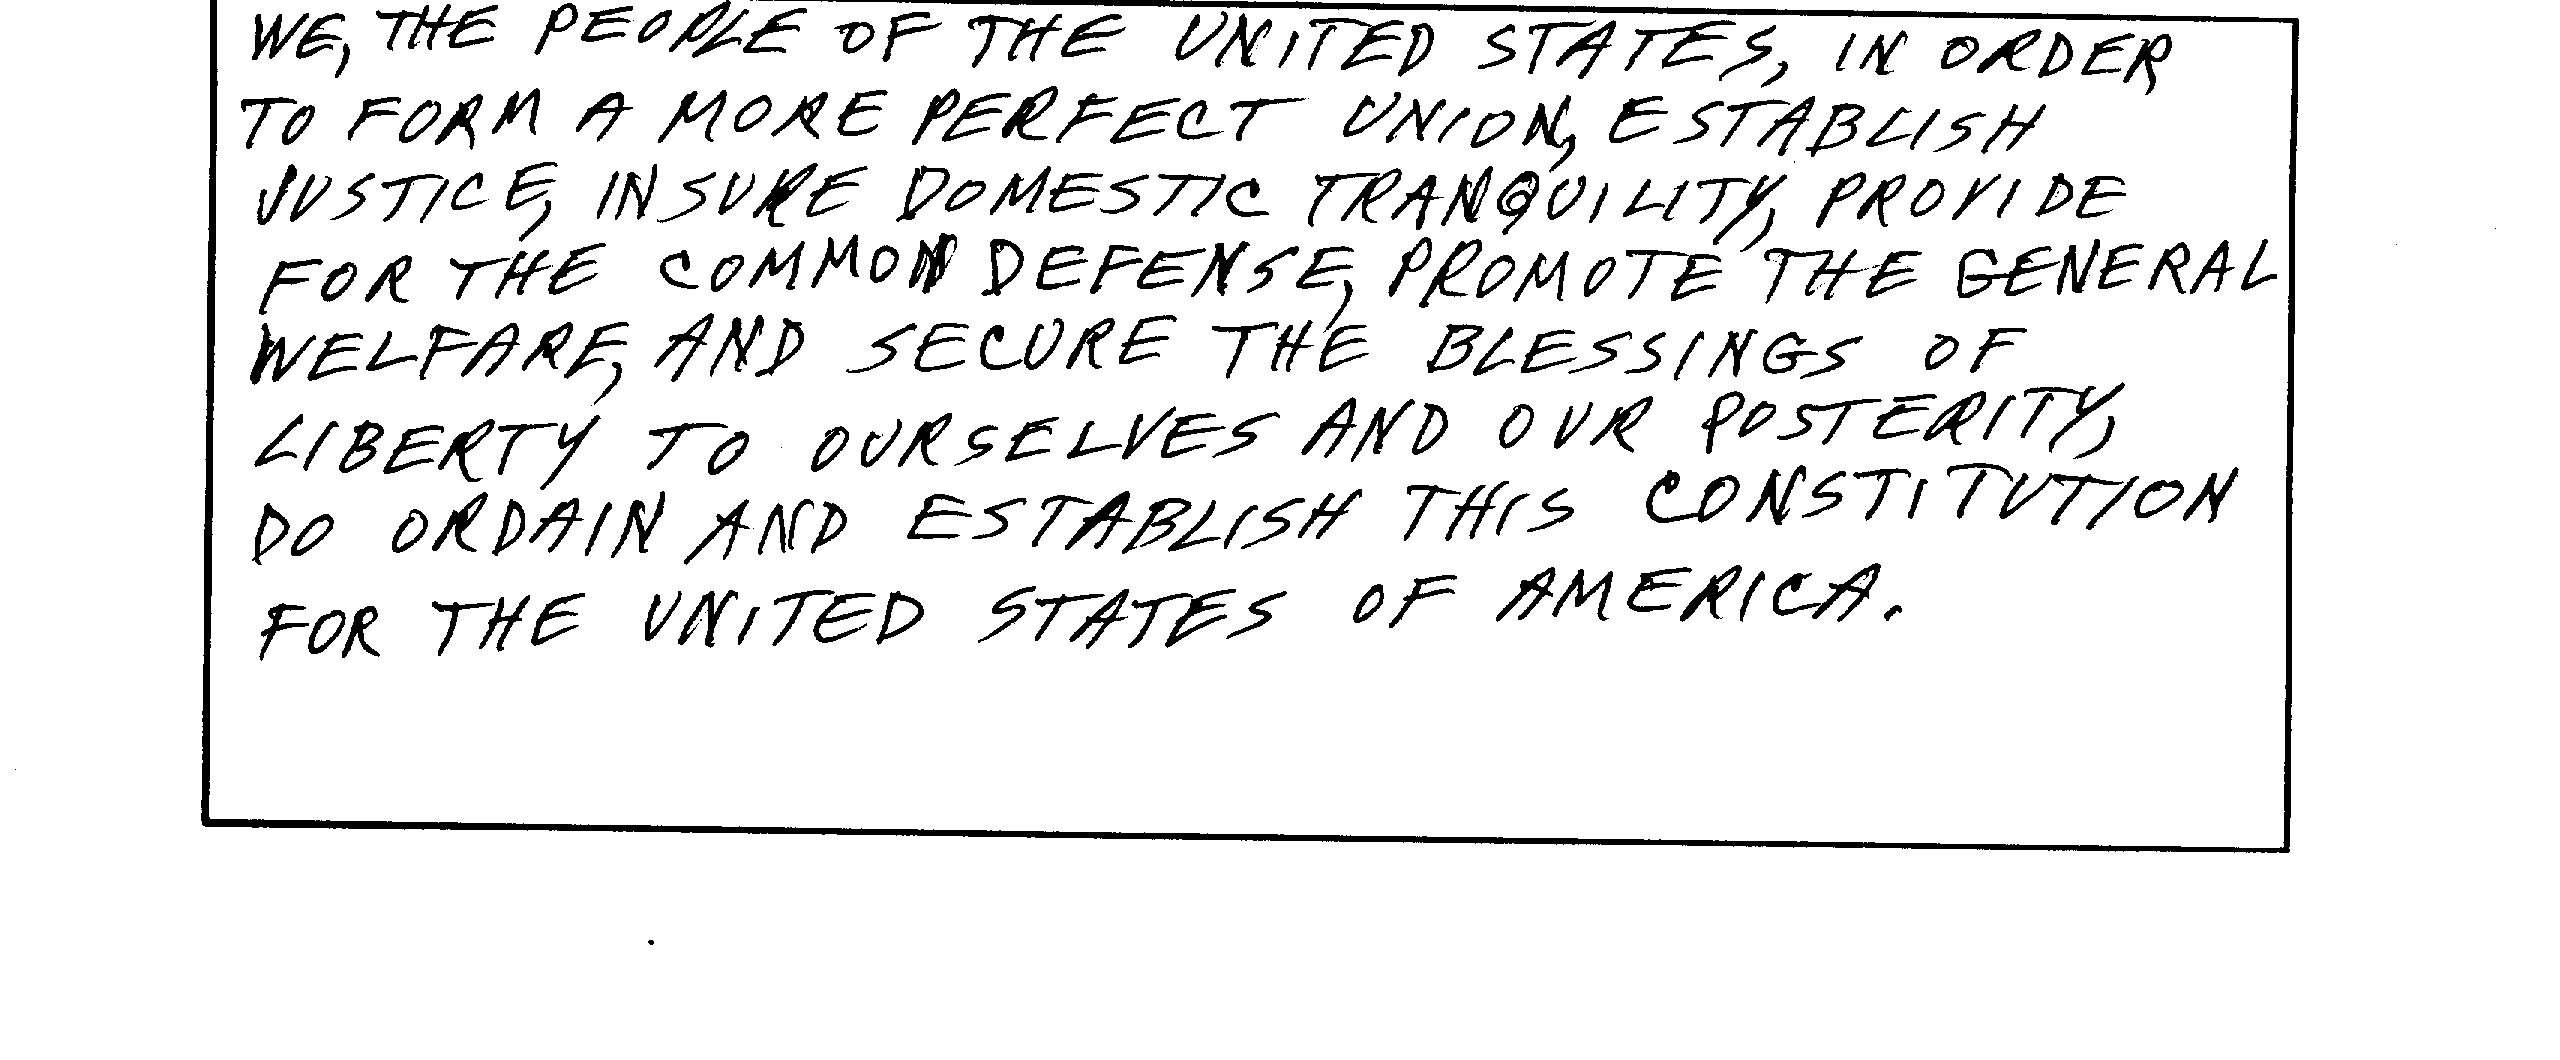 WE, THE PEOPLE OF THE UNITED STATES, IN ORDER
TO FORM A MORE PERFECT UNION, ESTABLISH
JUSTICE, INSURE DOMESTIC TRANQUILITY, PROVIDE
FOR THE COMMON DEFENSE, PROMOTE THE GENERAL
WELFARE, AND SECURE THE BLESSINGS OF
LIBERTY TO OURSELVES AND OUR POSTERITY,
DO ORDAIN AND ESTABLISH THIS CONSTITUTION
FOR THE UNITED STATES OF AMERICA.